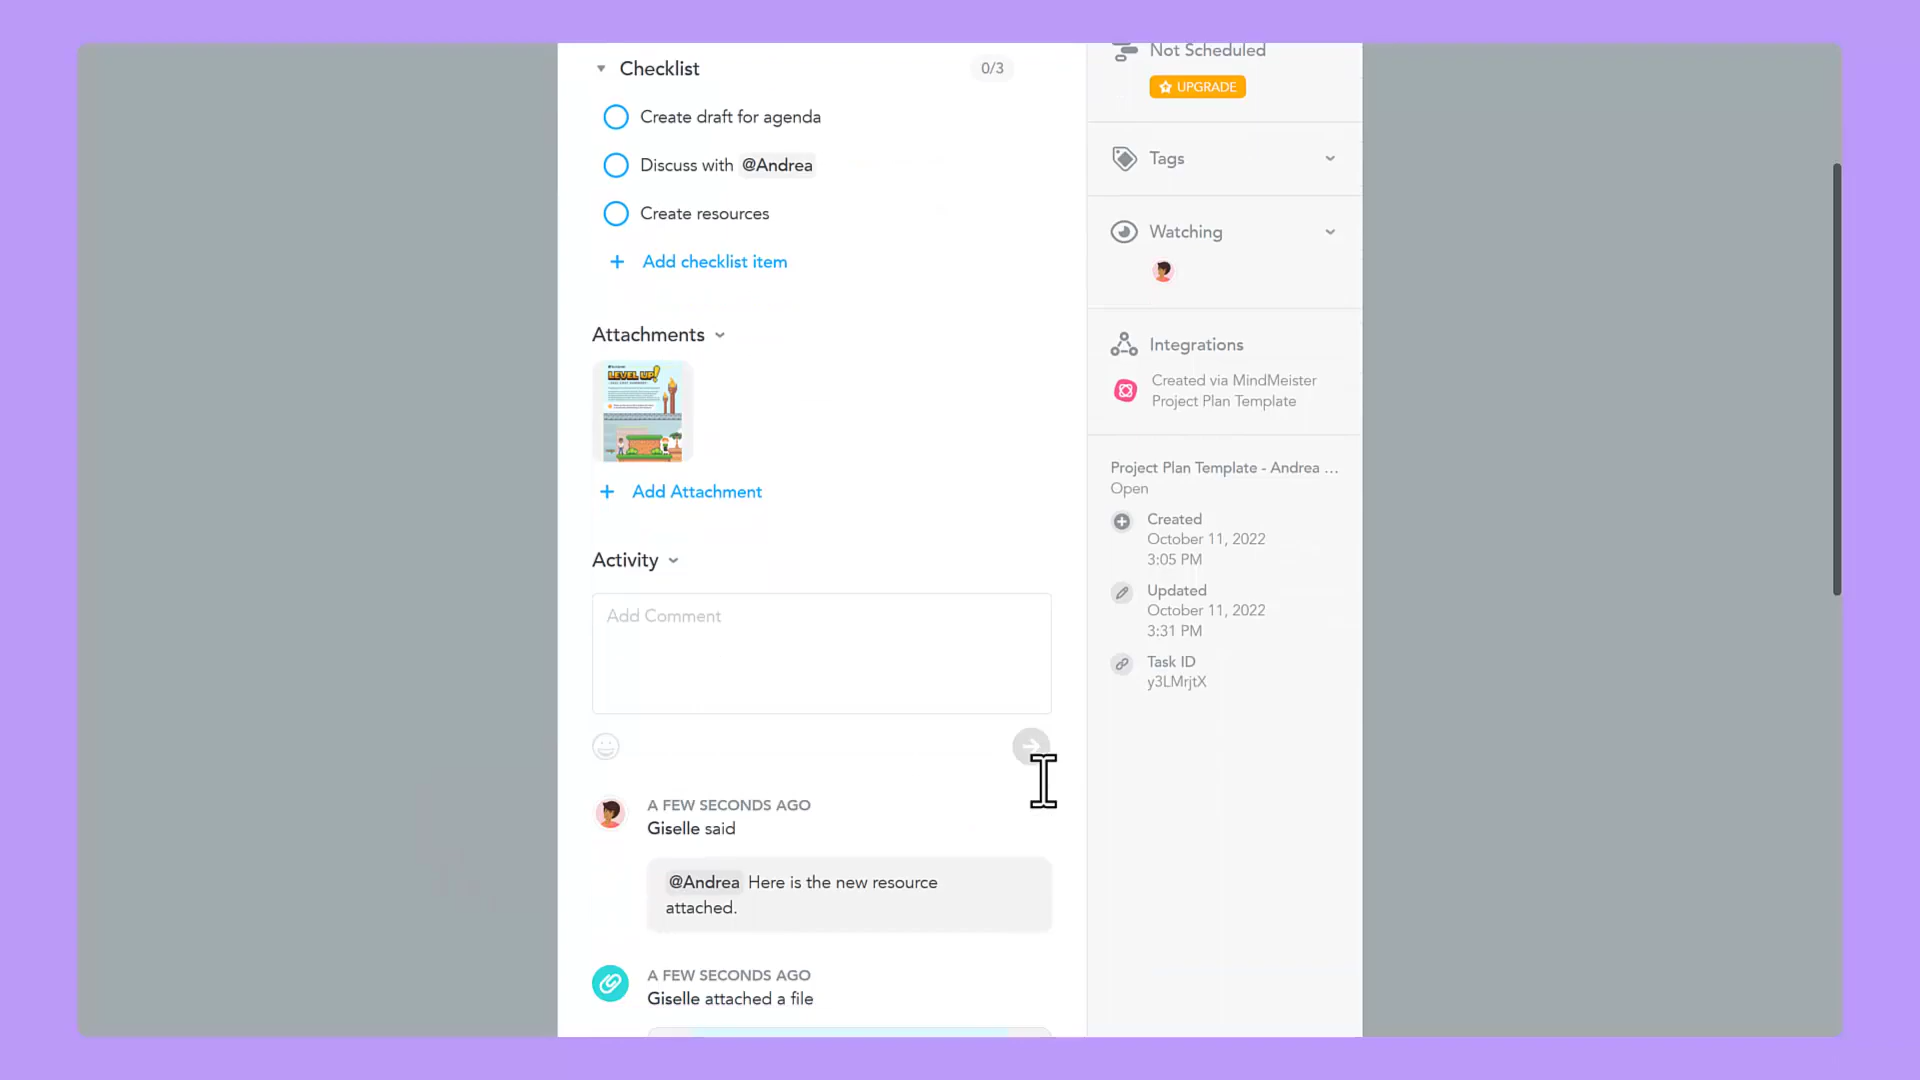 Checklist
0/3
Create draft for agenda
Discuss with @Andrea
Create resources
+ Add checklist item
Attachments
LEVEL UP!
+ Add Attachment
Activity
Add Comment
A FEW SECONDS AGO
Giselle said
@Andrea Here is the new resource
attached.
A FEW SECONDS AGO
Giselle attached a file
Not Scheduled
UPGRADE
Tags
Watching
Integrations
Created via MindMeister
Project Plan Template
Project Plan Template - Andrea ...
Open
Created
October 11, 2022
3:05 PM
Updated
October 11, 2022
3:31 PM
Task ID
y3LMrjtX